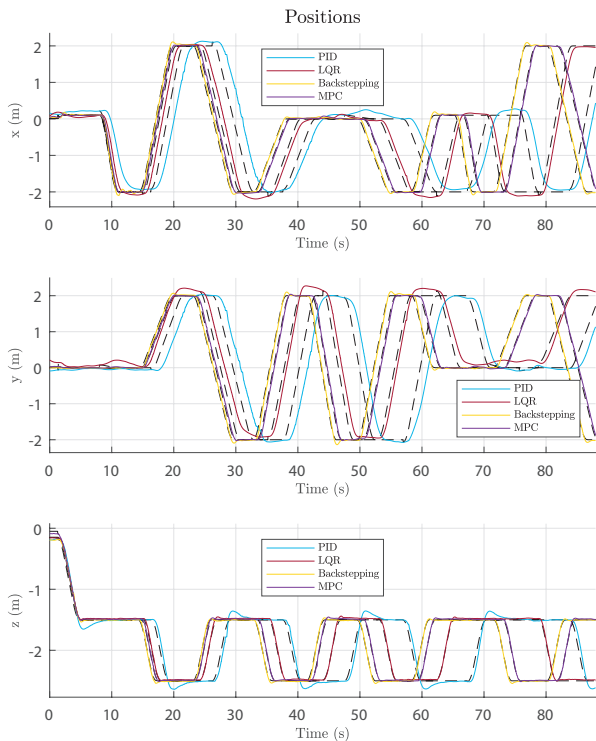 Positions
x (m)
2
1
0
-1
-2
PID
LQR
Backstepping
MPC
0 10 20 30 40 50 60 70 80
Time (s)
y (m)
2
1
0
-1
-2
PID
LQR
Backstepping
MPC
0 10 20 30 40 50 60 70 80
Time (s)
z (m)
0
-1
-2
PID
LQR
Backstepping
MPC
0 10 20 30 40 50 60 70 80
Time (s)